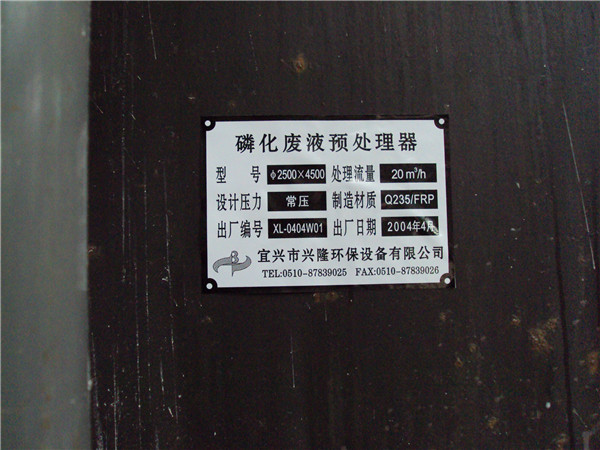 磷化废液预处理器
型 号 φ2500×4500 处理流量 20m³/h
设计压力 常压 制造材质 Q235/FRP
出厂编号 XL-0404W01 出厂日期 2004年4月
宜兴市兴隆环保设备有限公司
TEL:0510-87839025 FAX:0510-87839026